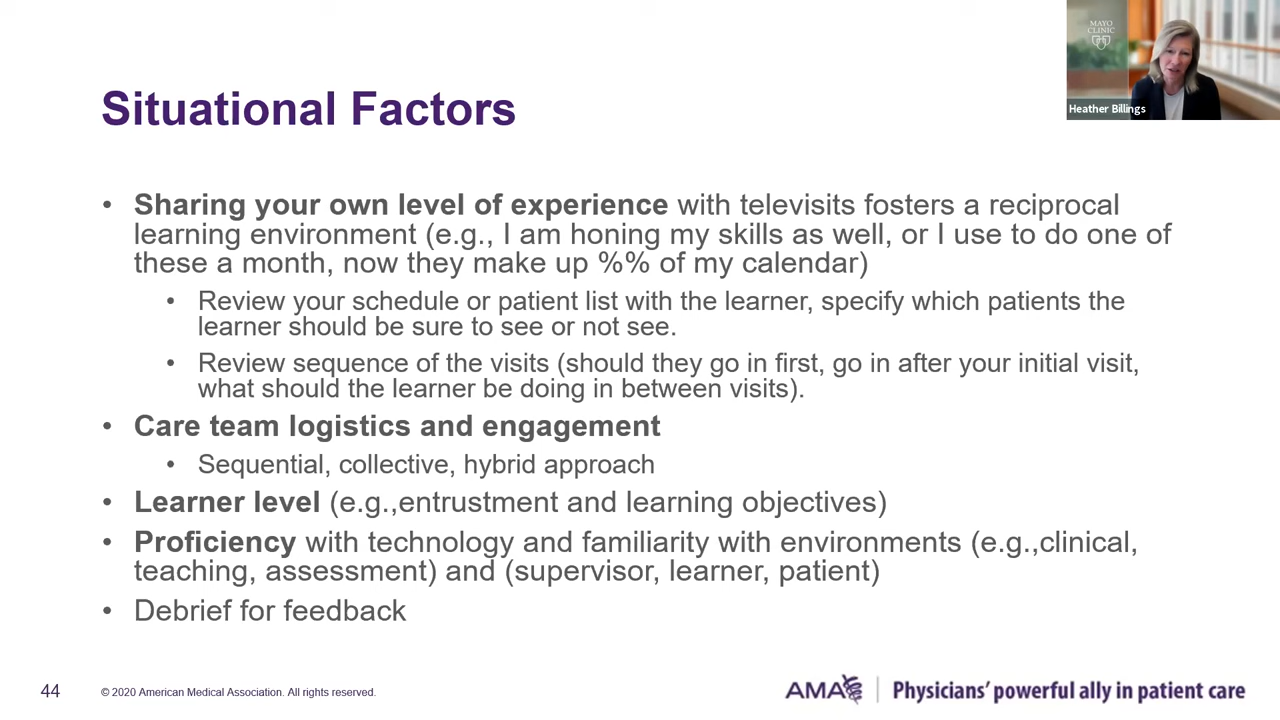 MAYO
CLINIC
Heather Billings
Situational Factors
• Sharing your own level of experience with televisits fosters a reciprocal
learning environment (e.g., I am honing my skills as well, or I use to do one of
these a month, now they make up %% of my calendar)
• Review your schedule or patient list with the learner, specify which patients the
learner should be sure to see or not see.
• Review sequence of the visits (should they go in first, go in after your initial visit,
what should the learner be doing in between visits).
• Care team logistics and engagement
• Sequential, collective, hybrid approach
• Learner level (e.g.,entrustment and learning objectives)
• Proficiency with technology and familiarity with environments (e.g.,clinical,
teaching, assessment) and (supervisor, learner, patient)
• Debrief for feedback
44
© 2020 American Medical Association. All rights reserved.
AMA
Physicians’ powerful ally in patient care